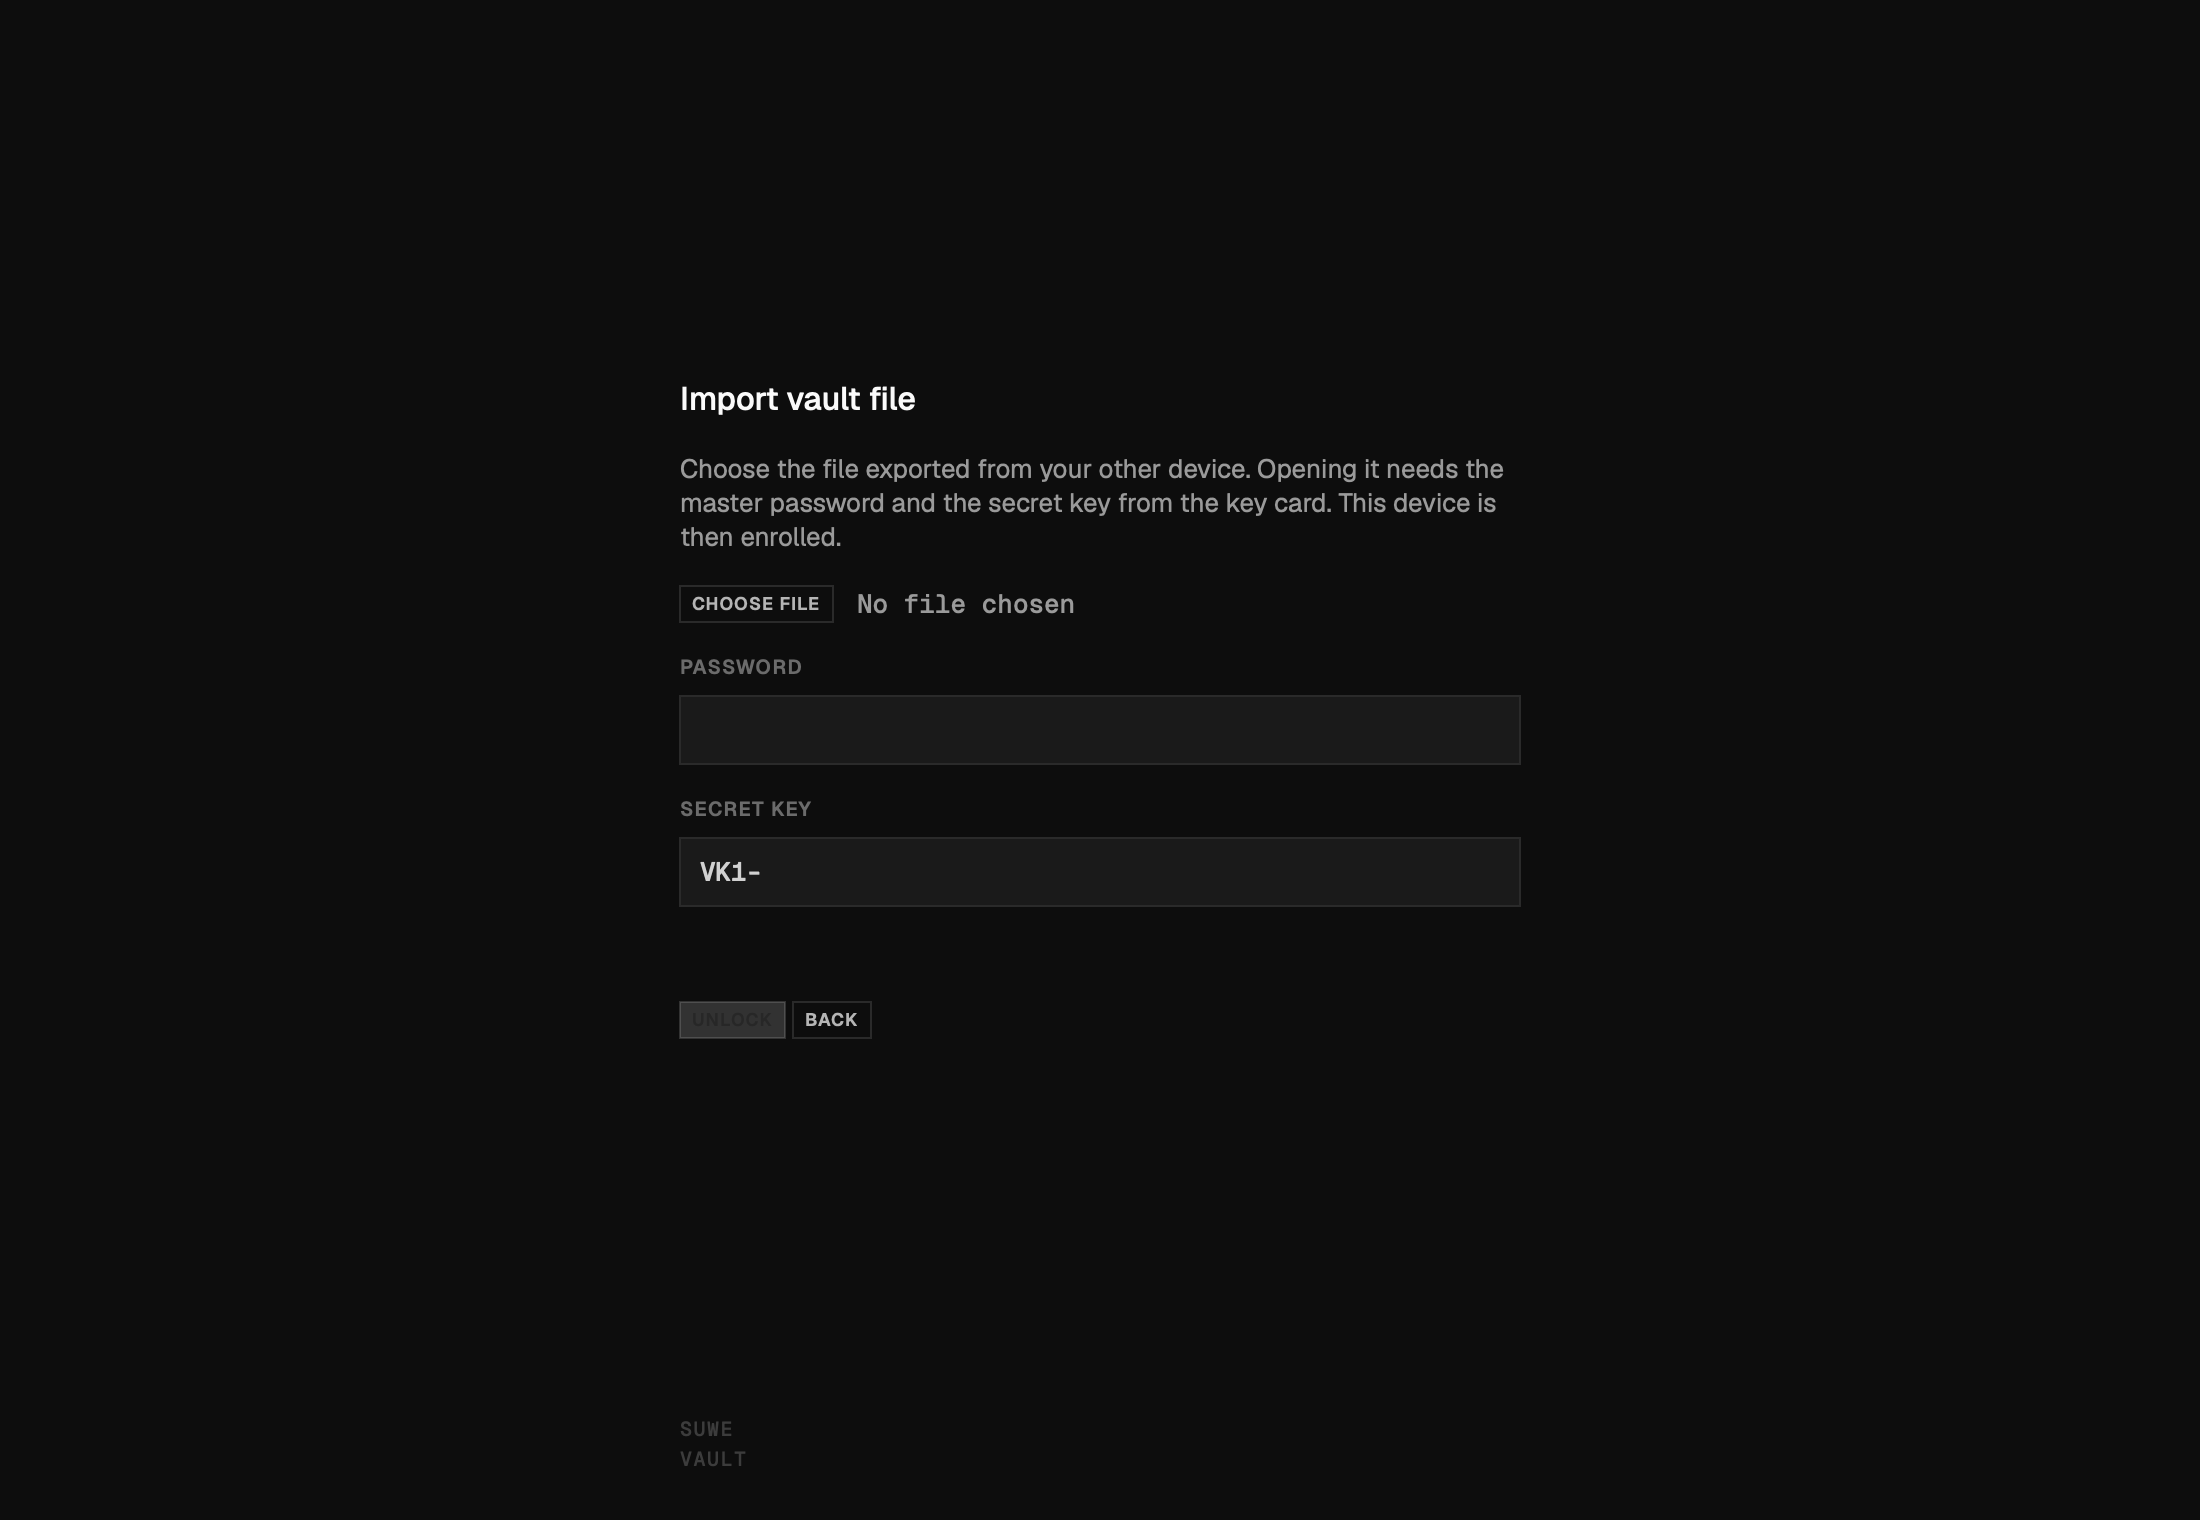 Import vault file
Choose the file exported from your other device. Opening it needs the
master password and the secret key from the key card. This device is
then enrolled.
CHOOSE FILE No file chosen
PASSWORD
SECRET KEY
VK1-
UNLOCK BACK
SUWE
VAULT